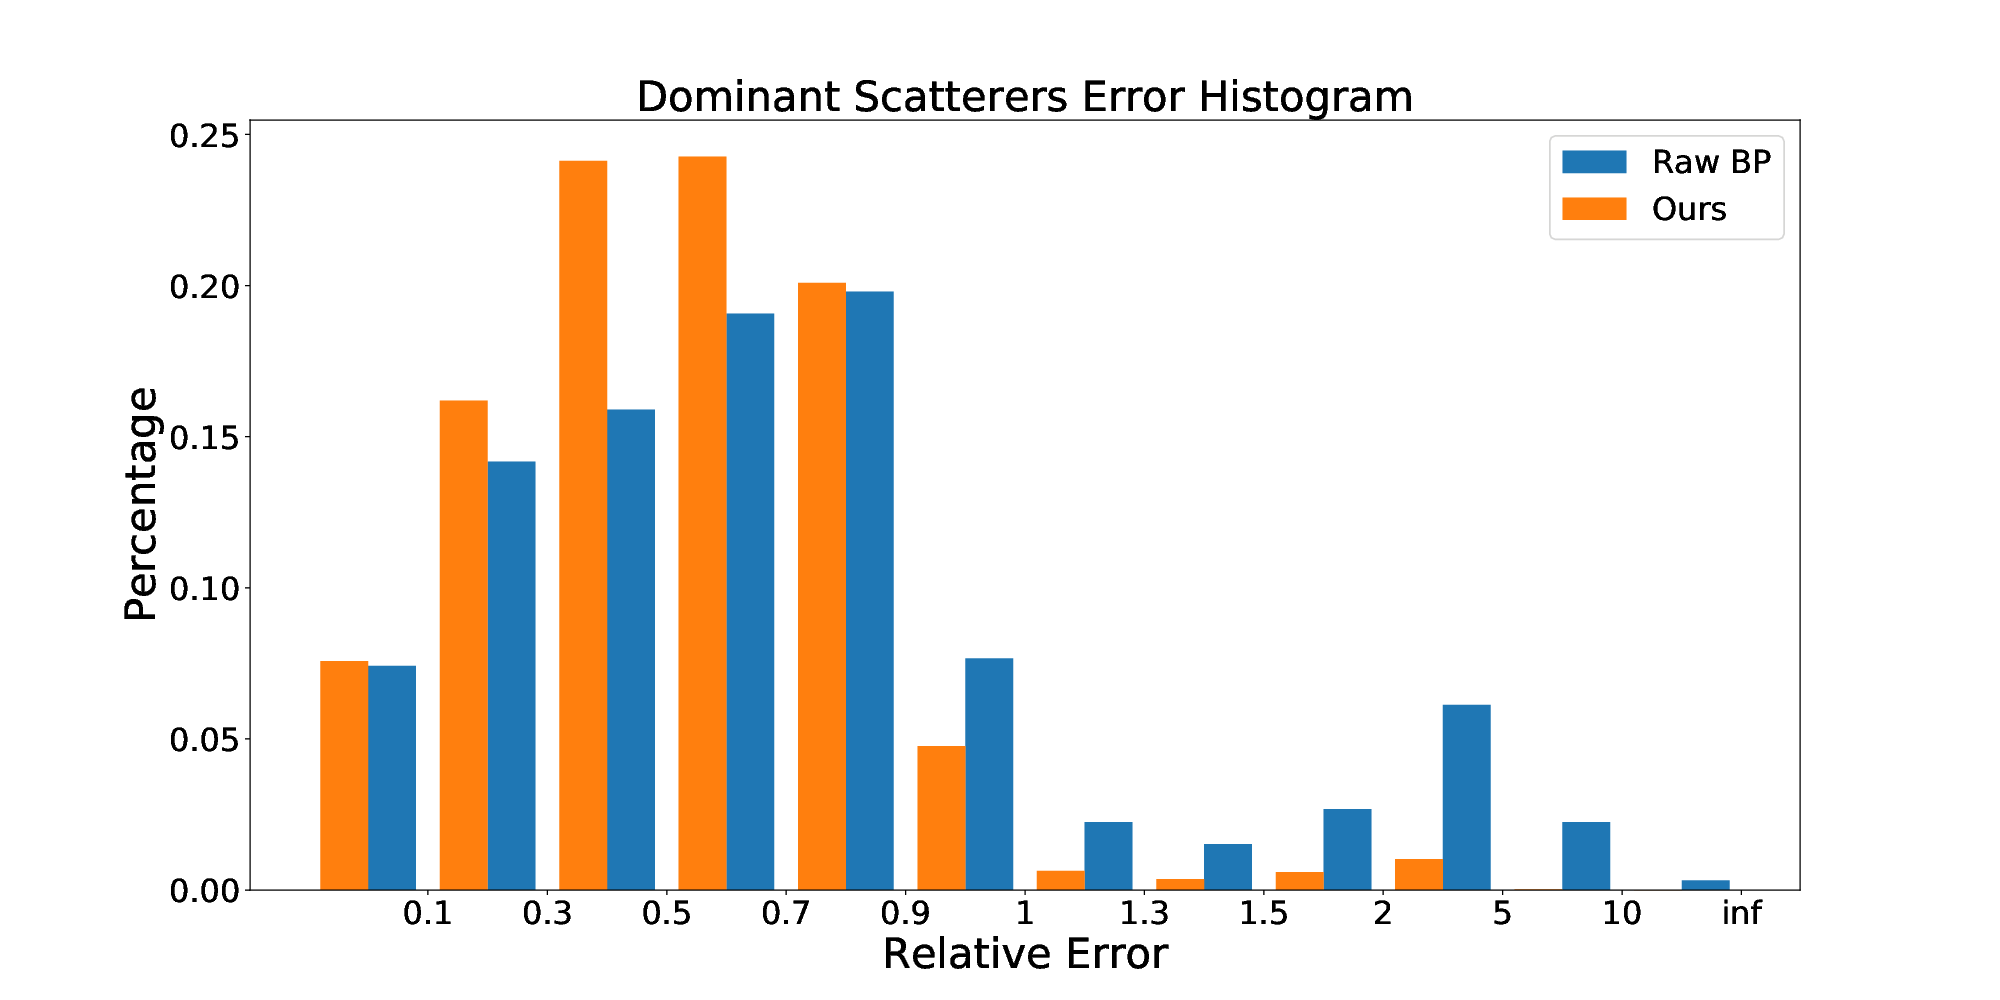 Dominant Scatterers Error Histogram
Raw BP
Ours
Percentage
0.25
0.20
0.15
0.10
0.05
0.00
0.1 0.3 0.5 0.7 0.9 1 1.3 1.5 2 5 10 inf
Relative Error